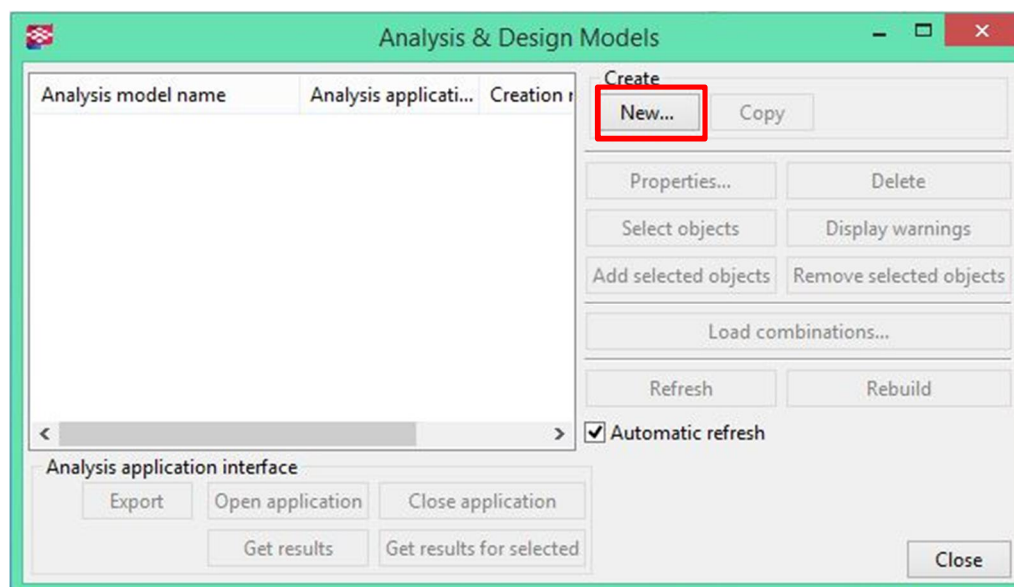 Analysis & Design Models
Analysis model name Analysis applicati... Creation r
Create
New... Copy
Properties... Delete
Select objects Display warnings
Add selected objects Remove selected objects
Load combinations...
Refresh Rebuild
Automatic refresh
Analysis application interface
Export Open application Close application
Get results Get results for selected
Close